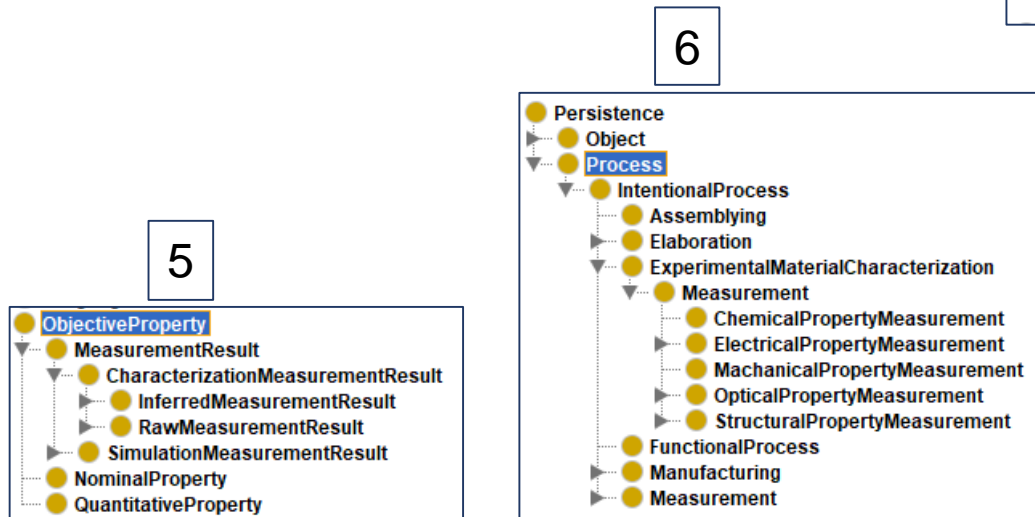 6
Persistence
Object
Process
IntentionalProcess
Assemblying
Elaboration
ExperimentalMaterialCharacterization
Measurement
ChemicalPropertyMeasurement
ElectricalPropertyMeasurement
MachanicalPropertyMeasurement
OpticalPropertyMeasurement
StructuralPropertyMeasurement
FunctionalProcess
Manufacturing
Measurement
5
ObjectiveProperty
MeasurementResult
CharacterizationMeasurementResult
InferredMeasurementResult
RawMeasurementResult
SimulationMeasurementResult
NominalProperty
QuantitativeProperty